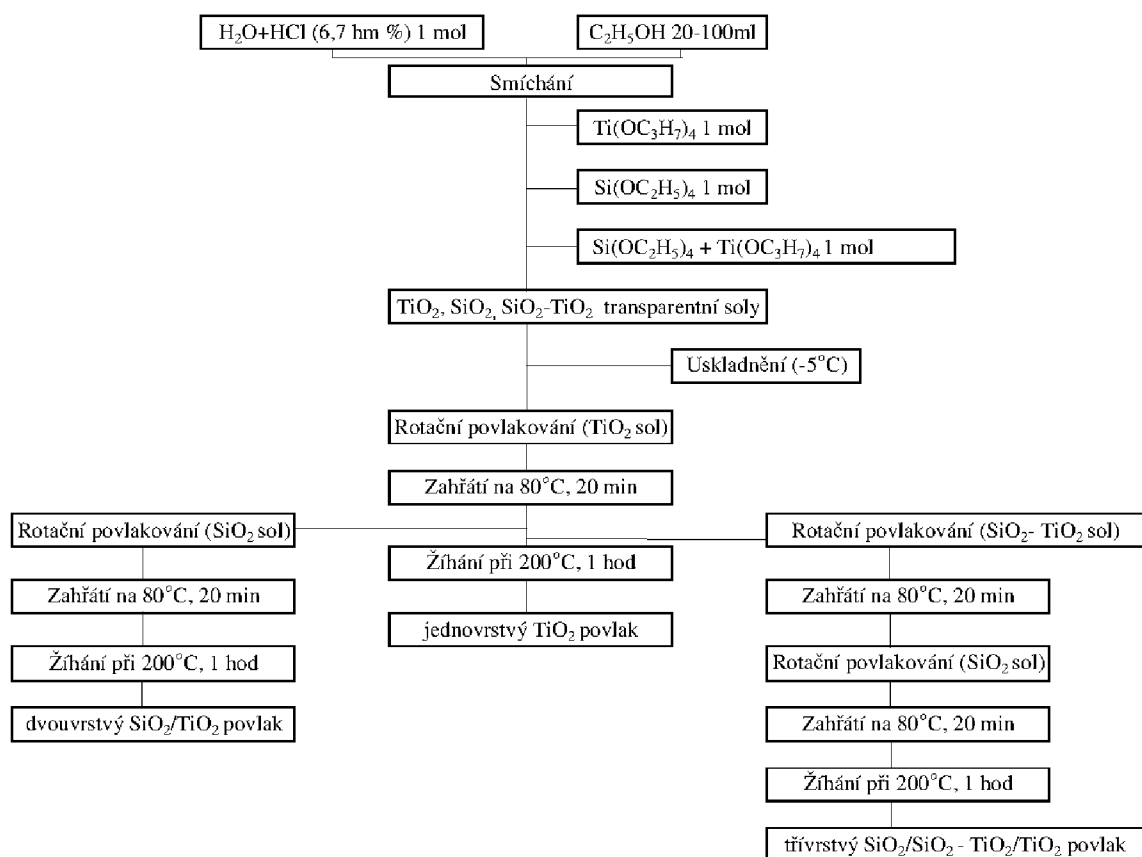 H₂O+HCl (6,7 hm %) 1 mol
C₂H₅OH 20-100ml
Smíchání
Ti(OC₃H₇)₄ 1 mol
Si(OC₂H₅)₄ 1 mol
Si(OC₂H₅)₄ + Ti(OC₃H₇)₄ 1 mol
TiO₂, SiO₂, SiO₂-TiO₂ transparentní soly
Uskladnění (-5°C)
Rotační povlakování (TiO₂ sol)
Zahřátí na 80°C, 20 min
Rotační povlakování (SiO₂ sol)
Zahřátí na 80°C, 20 min
Žíhání při 200°C, 1 hod
dvouvrstvý SiO₂/TiO₂ povlak
Žíhání při 200°C, 1 hod
jednovrstvý TiO₂ povlak
Rotační povlakování (SiO₂- TiO₂ sol)
Zahřátí na 80°C, 20 min
Rotační povlakování (SiO₂ sol)
Zahřátí na 80°C, 20 min
Žíhání při 200°C, 1 hod
třívrstvý SiO₂/SiO₂ - TiO₂/TiO₂ povlak